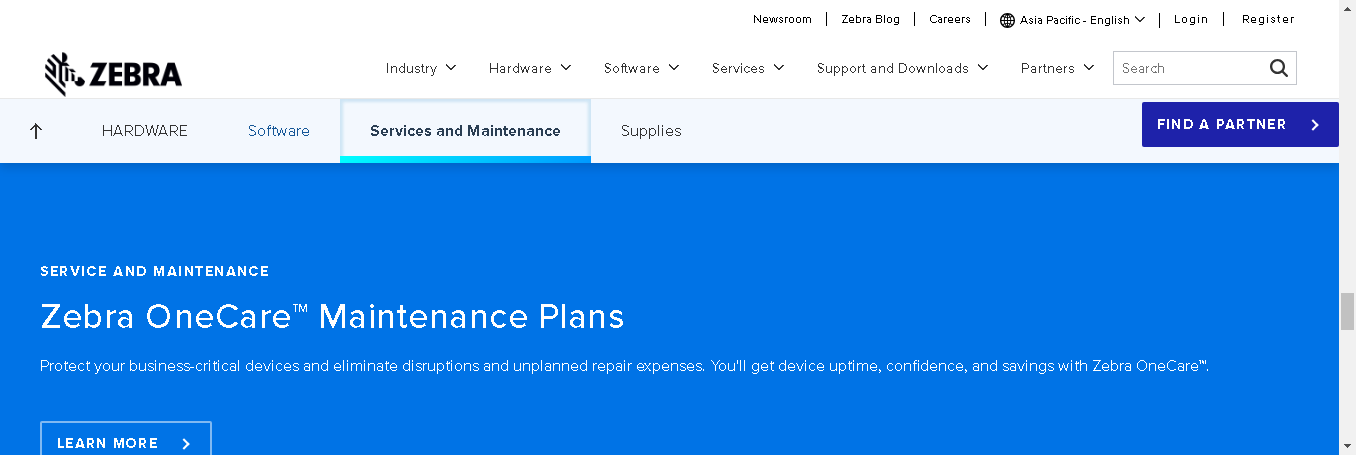 Newsroom Zebra Blog Careers Asia Pacific - English Login Register
ZEBRA Industry Hardware Software Services Support and Downloads Partners Search
HARDWARE Software Services and Maintenance Supplies FIND A PARTNER
SERVICE AND MAINTENANCE
Zebra OneCare™ Maintenance Plans
Protect your business-critical devices and eliminate disruptions and unplanned repair expenses. You'll get device uptime, confidence, and savings with Zebra OneCare™.
LEARN MORE